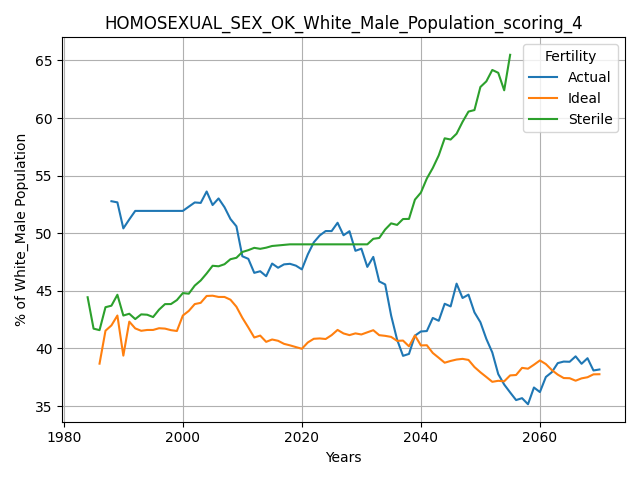 HOMOSEXUAL_SEX_OK_White_Male_Population_scoring_4
Fertility
Actual
Ideal
Sterile
% of White_Male Population
65
60
55
50
45
40
35
1980
2000
2020
2040
2060
Years